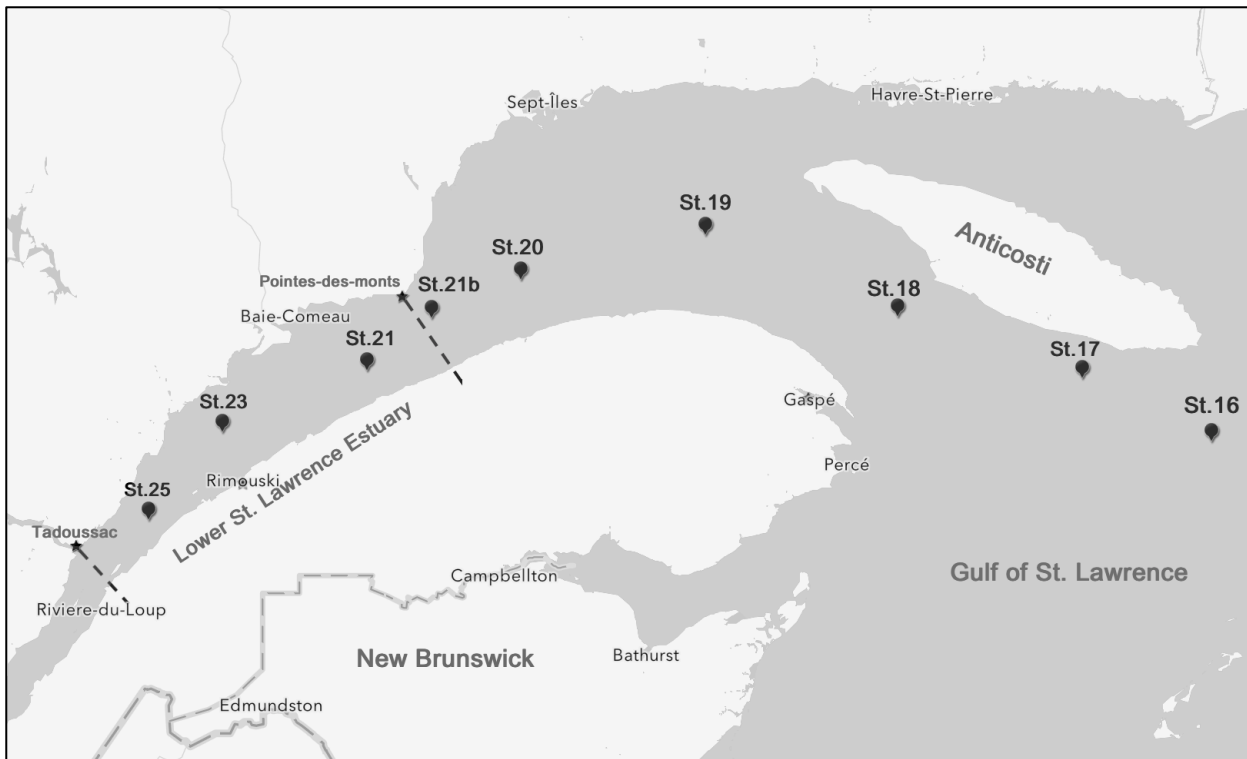 Sept-Îles
Havre-St-Pierre
St.19
Anticosti
St.20
Pointes-des-monts
St.21b
St.18
Baie-Comeau
St.21
St.17
St.23
Gaspé
St.16
Percé
Rimouski
St.25
Lower St. Lawrence Estuary
Tadoussac
Campbellton
Gulf of St. Lawrence
Riviere-du-Loup
New Brunswick
Bathurst
Edmundston